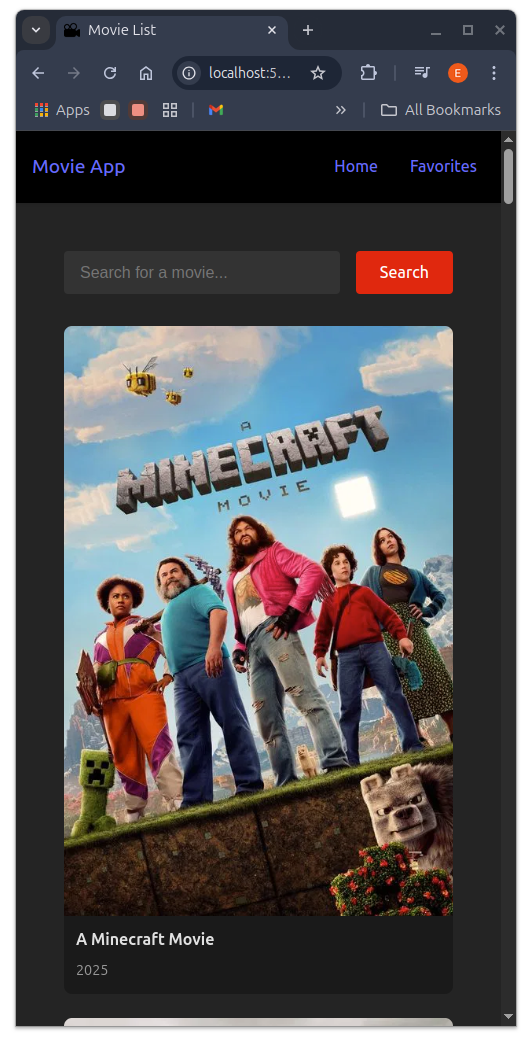 Movie List
localhost:5...
E
Apps
All Bookmarks
Movie App
Home
Favorites
Search for a movie...
Search
A
MINECRAFT
MOVIE
A Minecraft Movie
2025